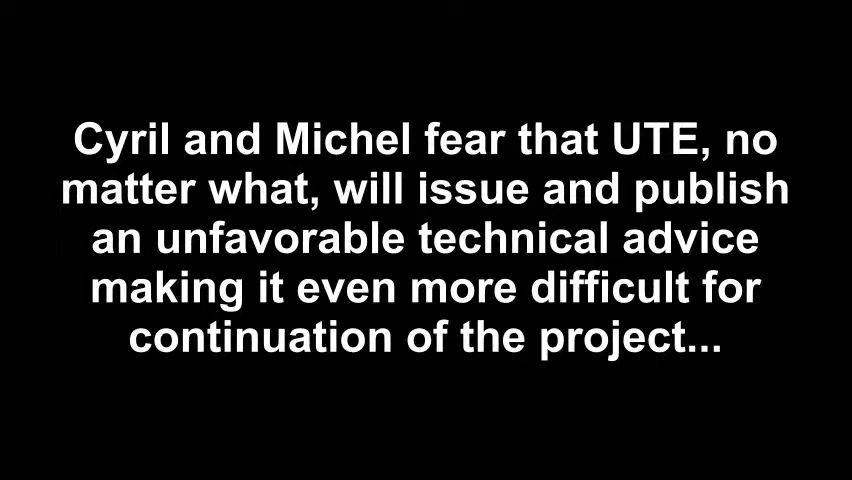 Cyril and Michel fear that UTE, no
matter what, will issue and publish
an unfavorable technical advice
making it even more difficult for
continuation of the project...